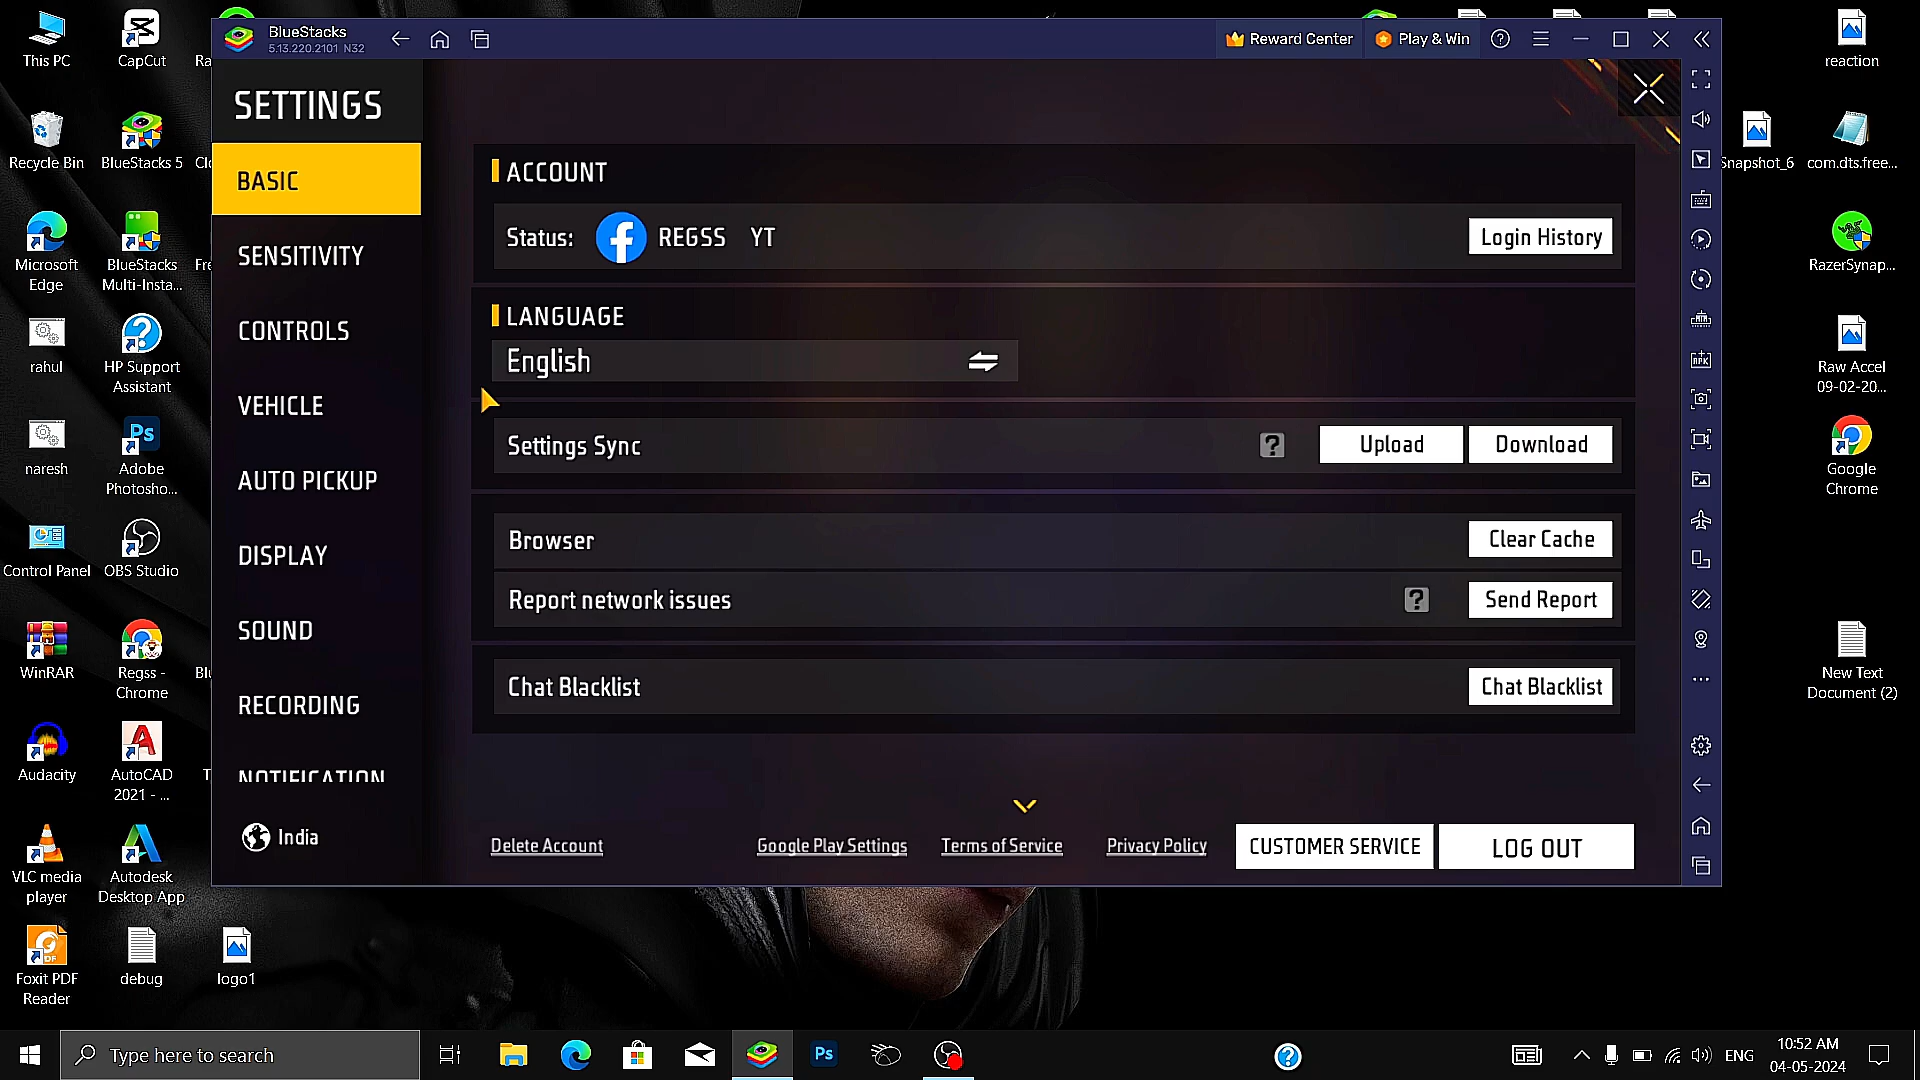 BlueStacks
5.13.220.2101 N32
Reward Center
Play & Win
This PC
CapCut
reaction
Recycle Bin
BlueStacks 5
Snapshot_6
com.dts.free...
Microsoft
Edge
BlueStacks
Multi-Insta...
RazerSynap...
rahul
HP Support
Assistant
Raw Accel
09-02-20...
naresh
Adobe
Photosho...
Google
Chrome
Control Panel
OBS Studio
WinRAR
Regss -
Chrome
New Text
Document (2)
Audacity
AutoCAD
2021 - ...
VLC media
player
Autodesk
Desktop App
Foxit PDF
Reader
debug
logo1
SETTINGS
BASIC
SENSITIVITY
CONTROLS
VEHICLE
AUTO PICKUP
DISPLAY
SOUND
RECORDING
NOTIFICATION
India
ACCOUNT
Status: REGSS YT
Login History
LANGUAGE
English
Settings Sync
?
Upload
Download
Browser
Clear Cache
Report network issues
?
Send Report
Chat Blacklist
Chat Blacklist
Delete Account
Google Play Settings
Terms of Service
Privacy Policy
CUSTOMER SERVICE
LOG OUT
Type here to search
Ps
ENG
10:52 AM
04-05-2024